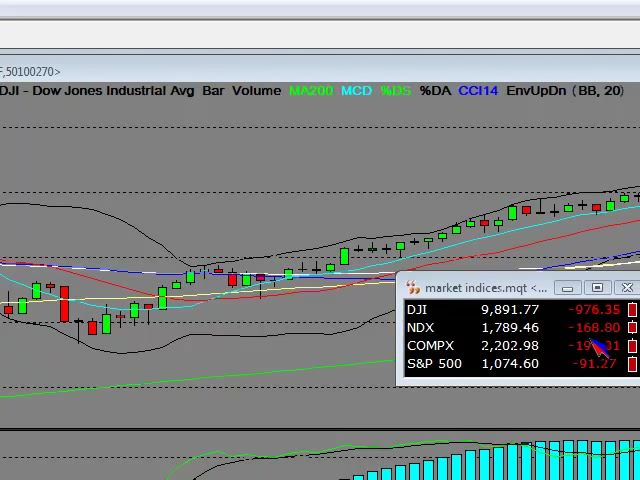 F,50100270>
DJI - Dow Jones Industrial Avg Bar Volume MA200 MCD %DS %DA CCI14 EnvUpDn (BB, 20)
market indices.mqt <...
DJI 9,891.77 -976.35
NDX 1,789.46 -168.80
COMPX 2,202.98
S&P 500 1,074.60 -91.27